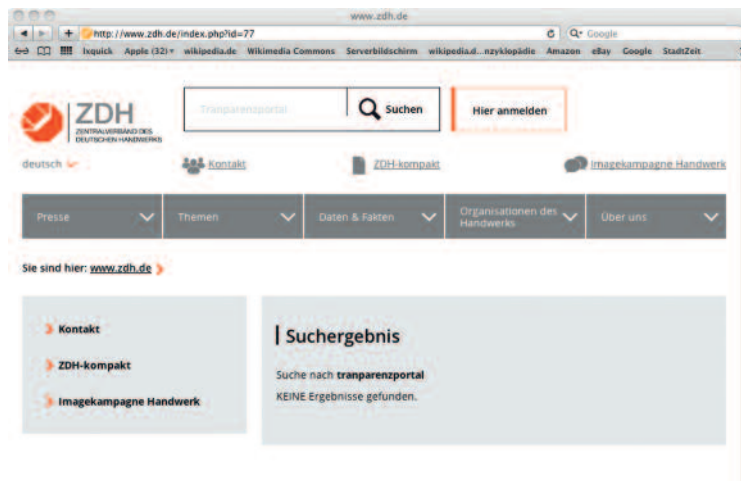 www.zdh.de
http://www.zdh.de/index.php?id=77
Google
Ixquick Apple (32) wikipedia.de Wikimedia Commons Serverbildschirm wikipedia.d...nzyklopädie Amazon eBay Google StadtZeit
ZDH
ZENTRALVERBAND DES
DEUTSCHEN HANDWERKS
Tranparenzportal
Suchen
Hier anmelden
deutsch
Kontakt
ZDH-kompakt
Imagekampagne Handwerk
Presse
Themen
Daten & Fakten
Organisationen des
Handwerks
Über uns
Sie sind hier: www.zdh.de
Kontakt
ZDH-kompakt
Imagekampagne Handwerk
Suchergebnis
Suche nach tranparenzportal
KEINE Ergebnisse gefunden.